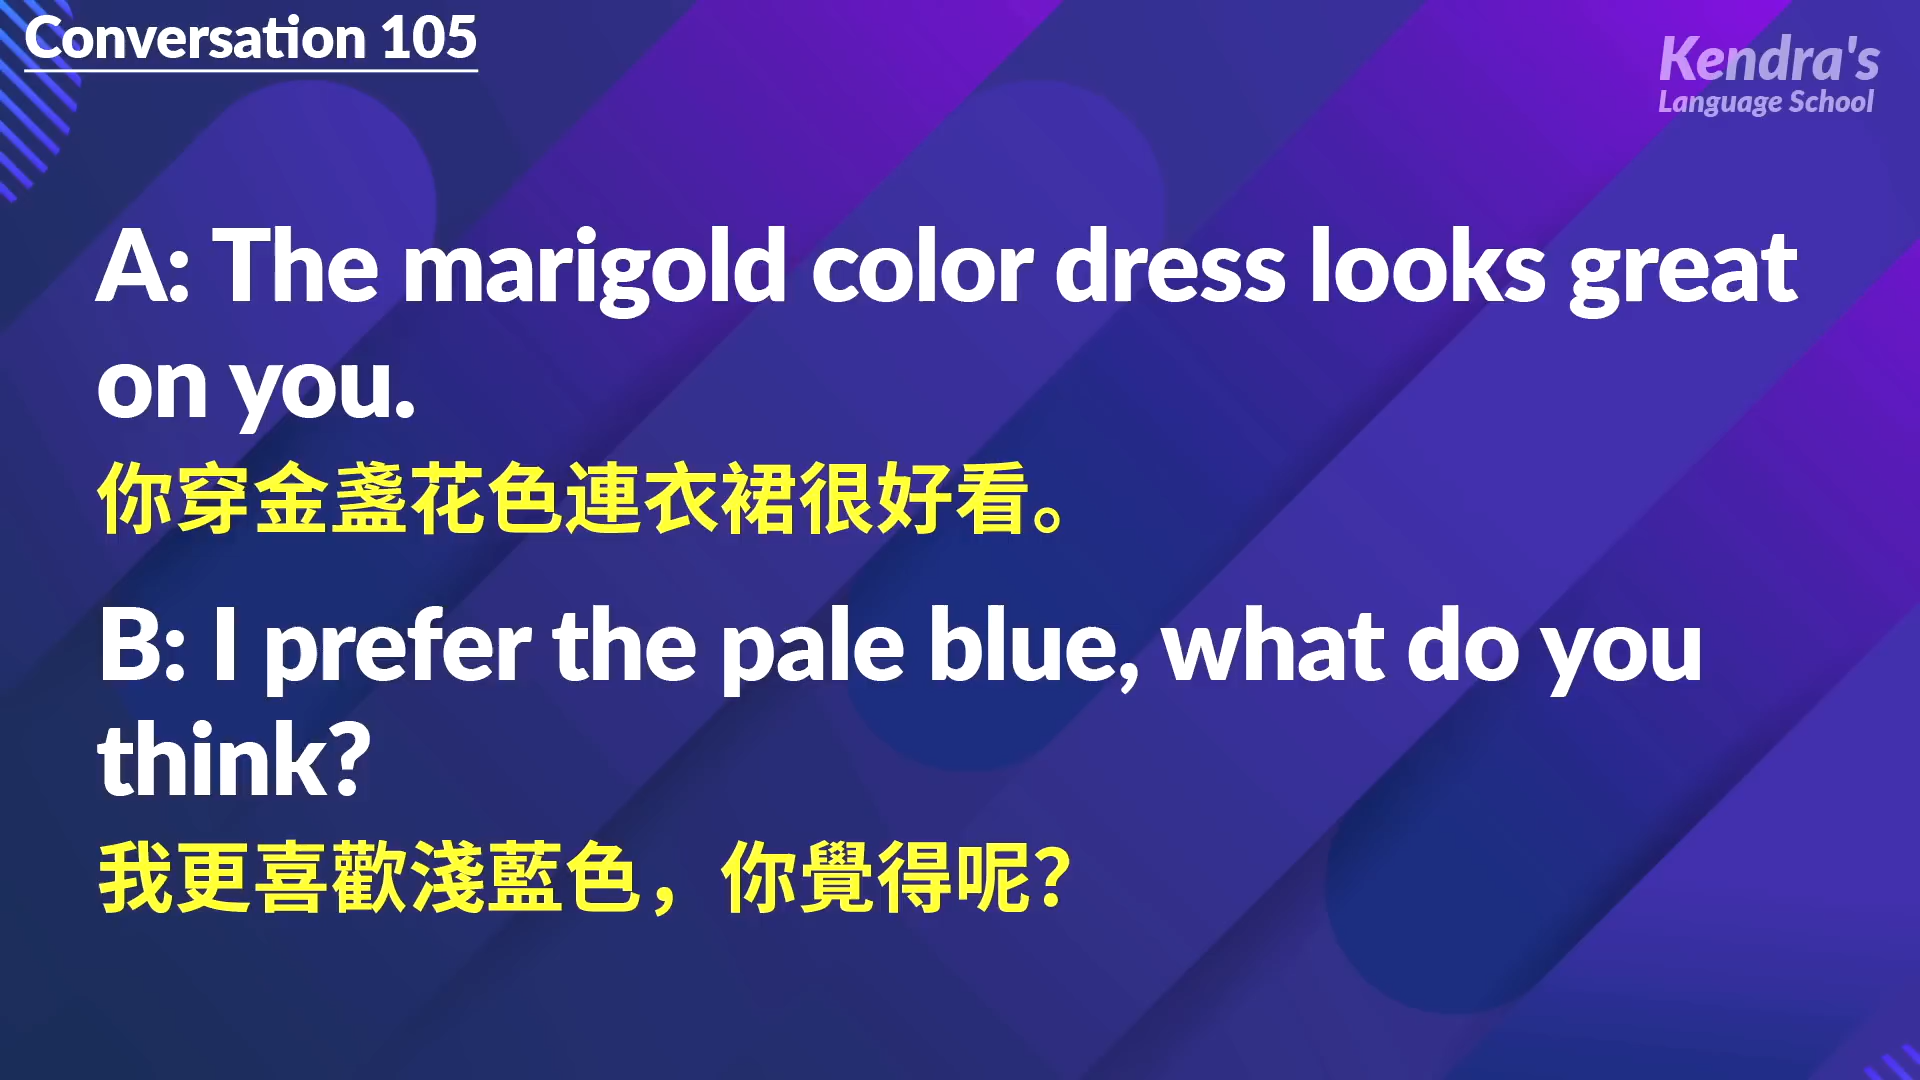 Conversation 105
Kendra's
Language School
A: The marigold color dress looks great
on you.
你穿金盞花色連衣裙很好看。
B: I prefer the pale blue, what do you
think?
我更喜歡淺藍色，你覺得呢？